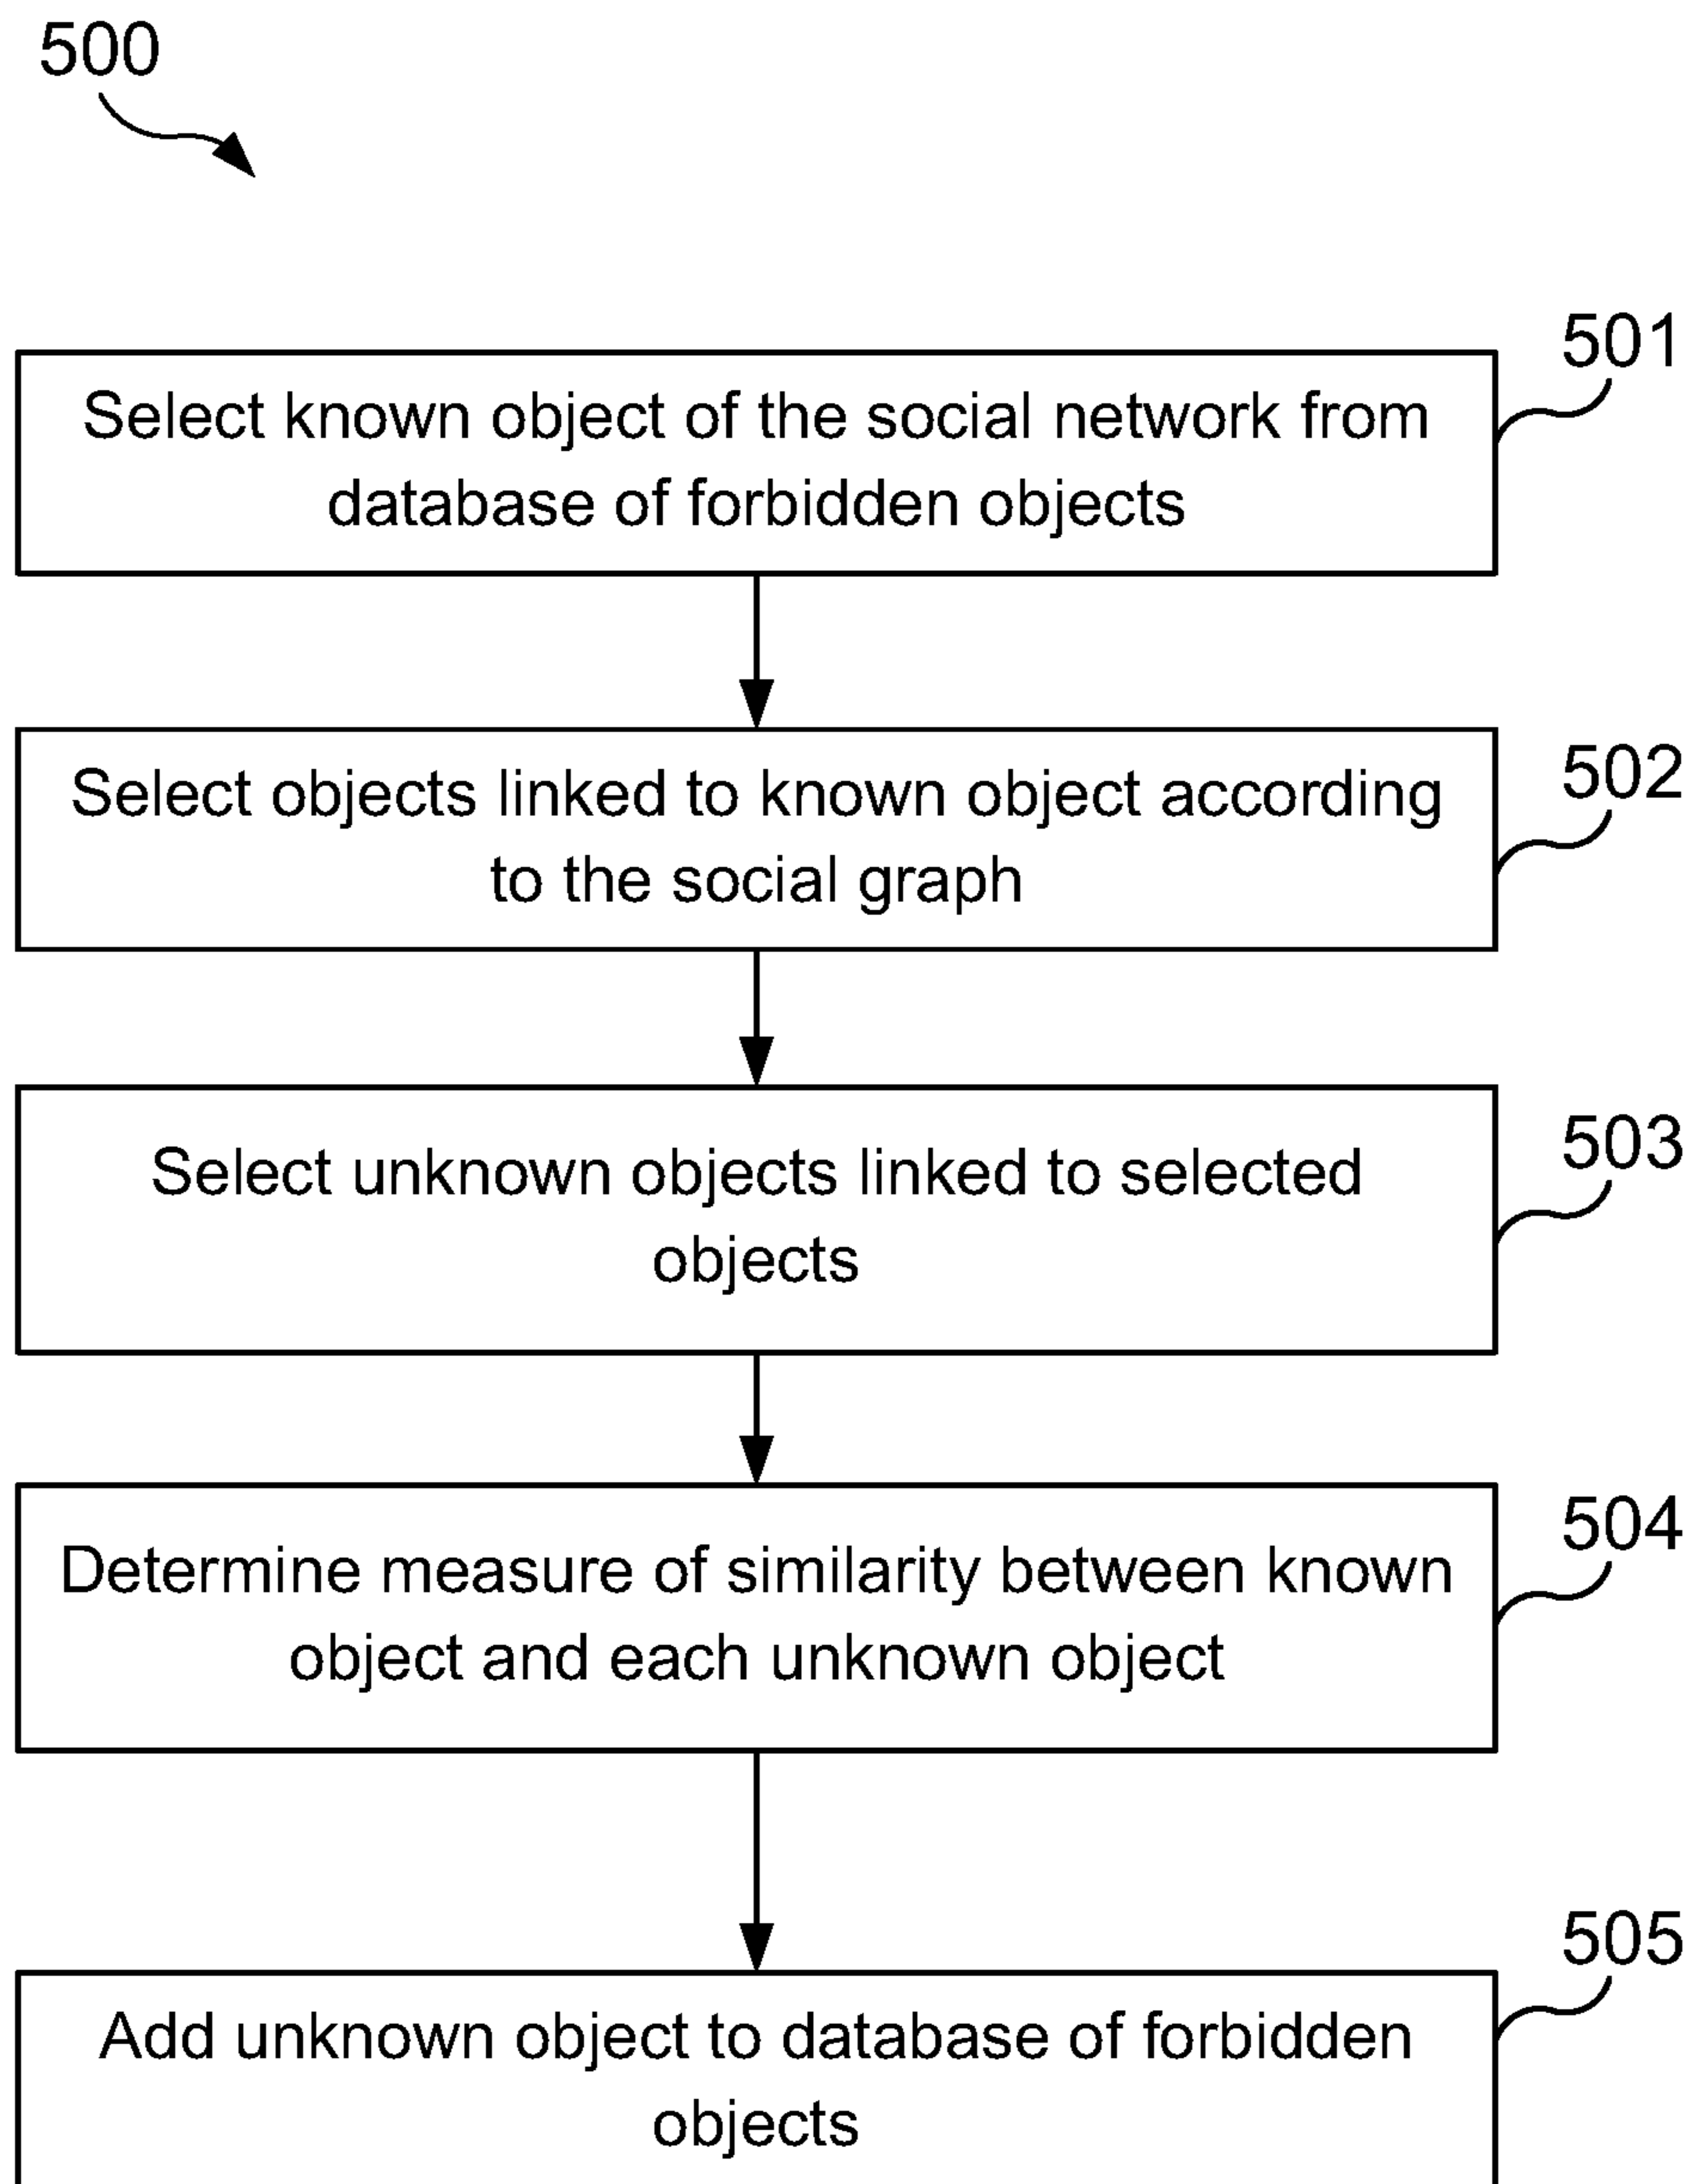 500
501
Select known object of the social network from
database of forbidden objects
502
Select objects linked to known object according
to the social graph
503
Select unknown objects linked to selected
objects
504
Determine measure of similarity between known
object and each unknown object
505
Add unknown object to database of forbidden
objects